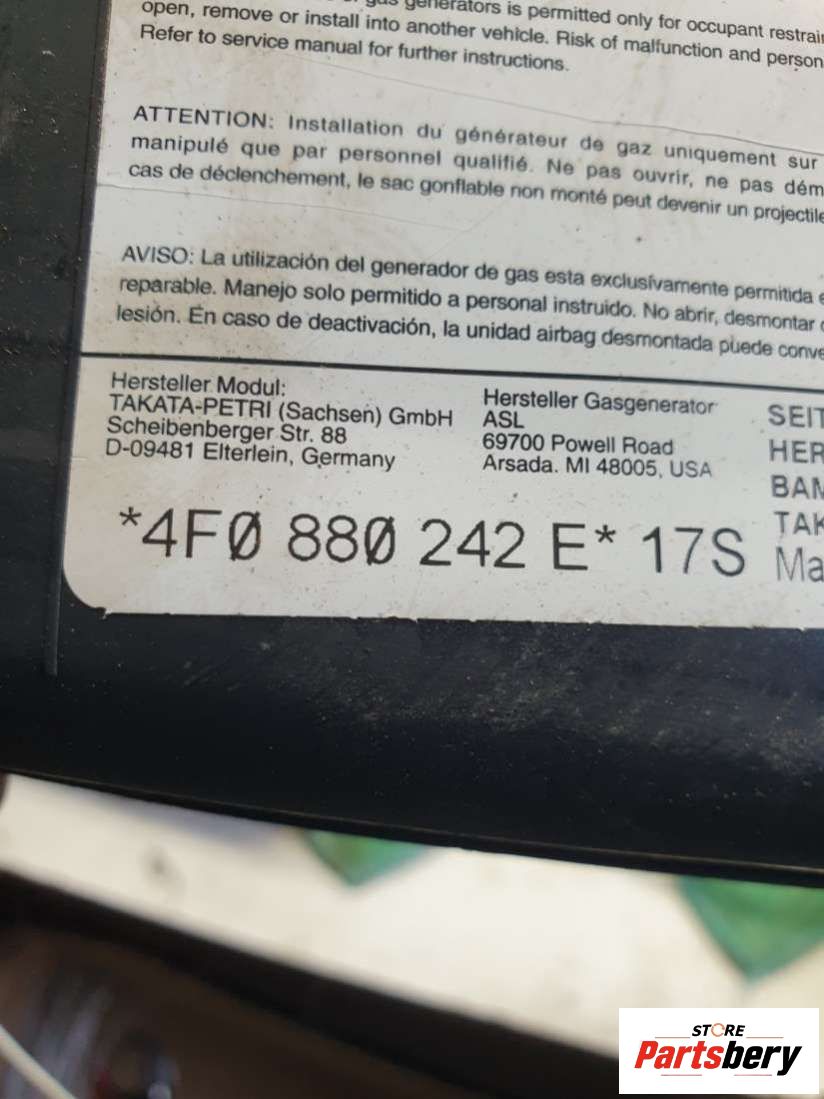 gas generators is permitted only for occupant
open, remove or install into another vehicle. Risk of malfunction and
Refer to service manual for further instructions.
ATTENTION: Installation du générateur de gaz uniquement sur
manipulé que par personnel qualifié. Ne pas ouvrir, ne pas
cas de déclenchement, le sac gonflable non monté peut devenir un projectile
AVISO: La utilización del generador de gas esta exclusívamente permitida
reparable. Manejo solo permitido a personal instruido. No abrir, desmontar
lesión. En caso de deactivación, la unidad airbag desmontada puede
Hersteller Modul:
TAKATA-PETRI (Sachsen) GmbH
Scheibenberger Str. 88
D-09481 Elterlein, Germany
Hersteller Gasgenerator
ASL
69700 Powell Road
Arsada. MI 48005, USA
SEIT
HER
BAM
TAK
Ma
*4F0 880 242 E* 17S
STORE
Partsbery